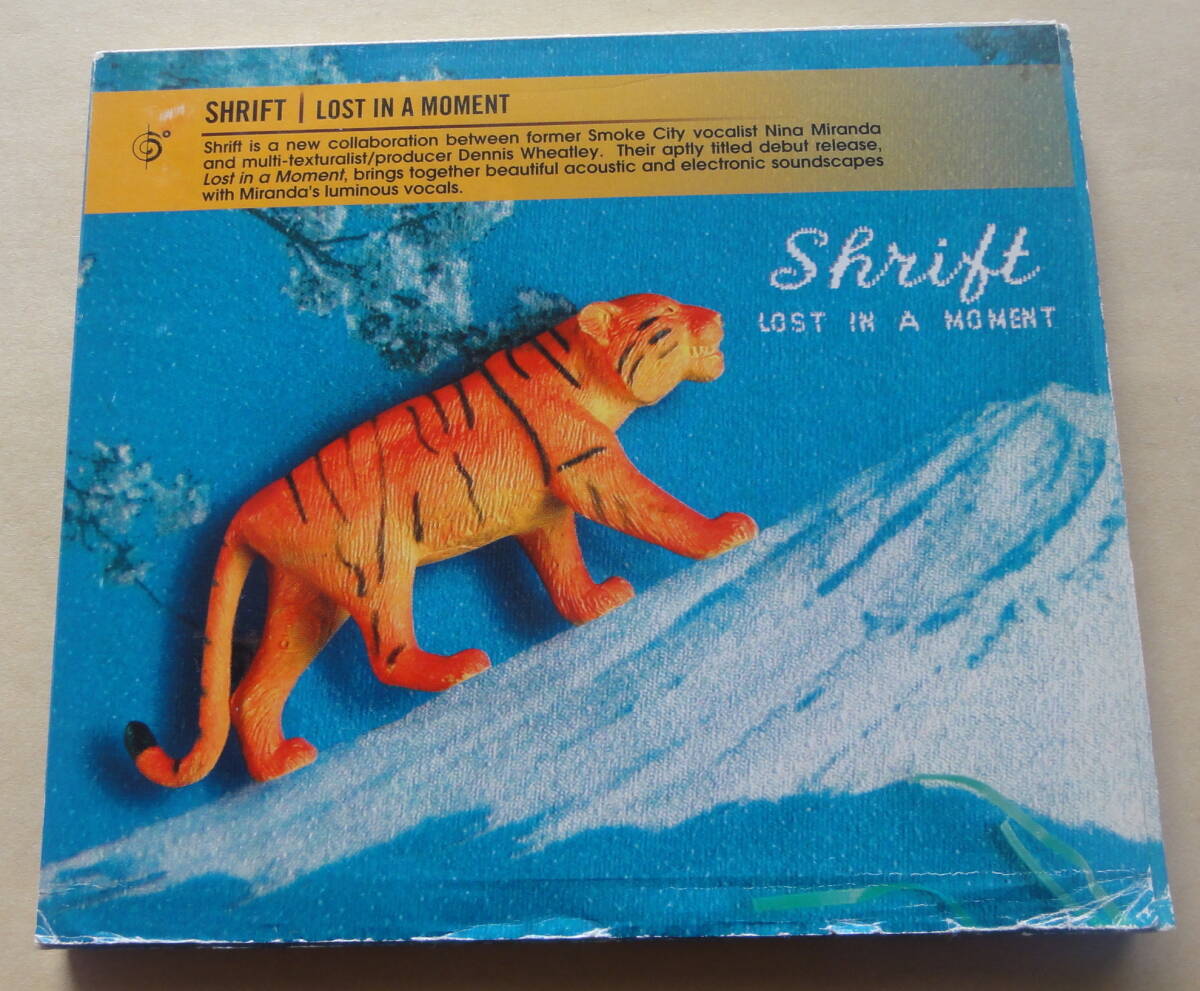 SHRIFT | LOST IN A MOMENT
Shrift is a new collaboration between former Smoke City vocalist Nina Miranda
and multi-texturalist/producer Dennis Wheatley. Their aptly titled debut release,
Lost in a Moment, brings together beautiful acoustic and electronic soundscapes
with Miranda's luminous vocals.
Shrift
LOST IN A MOMENT